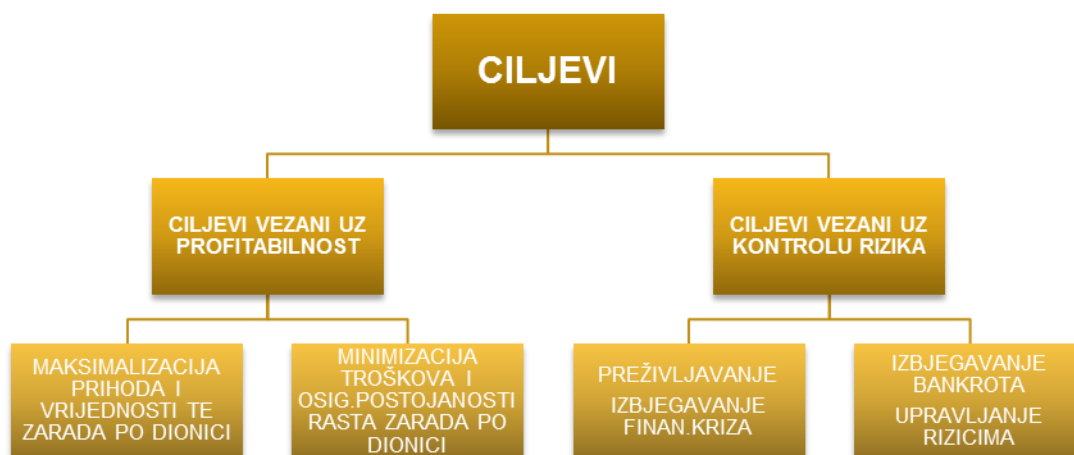 CILJEVI
CILJEVI VEZANI UZ
PROFITABILNOST
CILJEVI VEZANI UZ
KONTROLU RIZIKA
MAKSIMALIZACIJA
PRIHODA I
VRIJEDNOSTI TE
ZARADA PO DIONICI
MINIMIZACIJA
TROŠKOVA I
OSIG.POSTOJANOSTI
RASTA ZARADA PO
DIONICI
PREŽIVLJAVANJE
IZBJEGAVANJE
FINAN.KRIZA
IZBJEGAVANJE
BANKROTA
UPRAVLJANJE
RIZICIMA